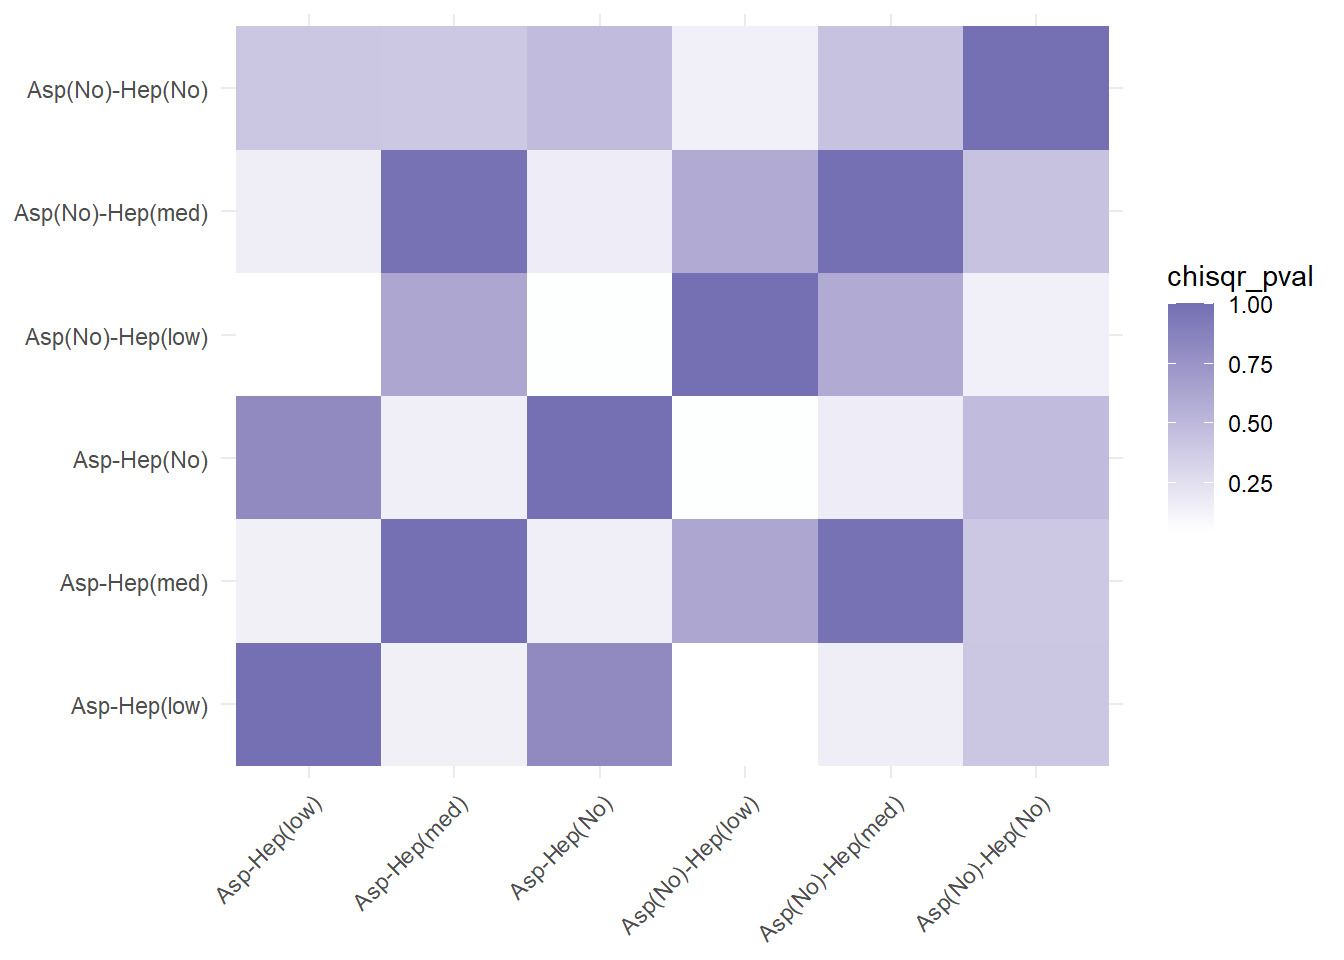 Asp(No)-Hep(No)
Asp(No)-Hep(med)
Asp(No)-Hep(low)
Asp-Hep(No)
Asp-Hep(med)
Asp-Hep(low)
Asp-Hep(low)
Asp-Hep(med)
Asp-Hep(No)
Asp(No)-Hep(low)
Asp(No)-Hep(med)
Asp(No)-Hep(No)
chisqr_pval
1.00
0.75
0.50
0.25